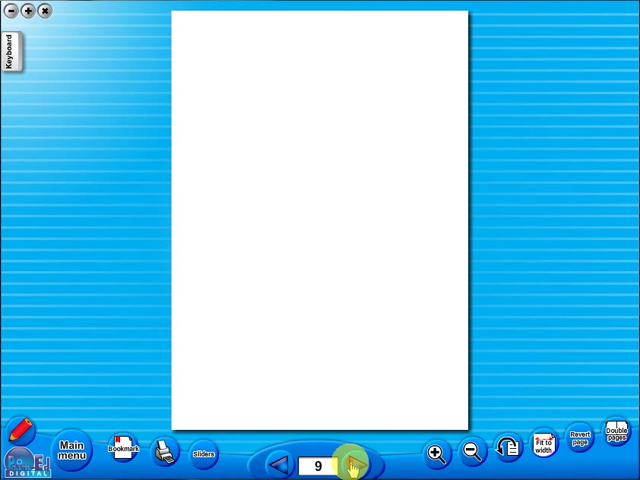 Keyboard
Main menu
Bookmark
Sliders
9
Fit to width
Revert page
Double pages
DIGITAL